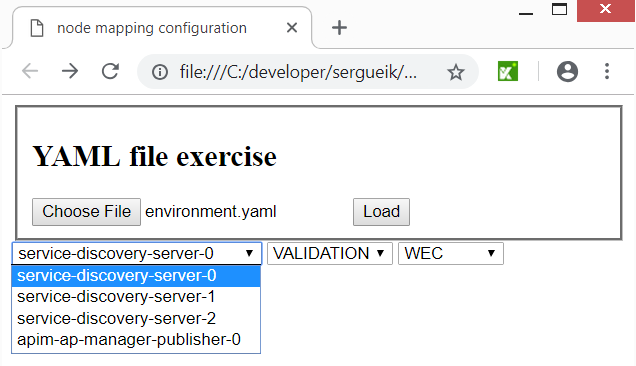 node mapping configuration
file:///C:/developer/sergueik/...
YAML file exercise
Choose File environment.yaml Load
service-discovery-server-0 VALIDATION WEC
service-discovery-server-0
service-discovery-server-1
service-discovery-server-2
apim-ap-manager-publisher-0